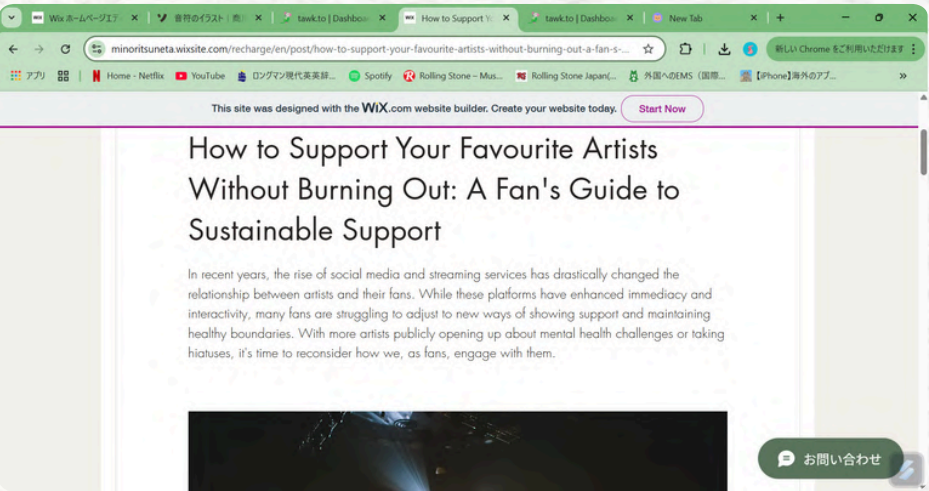 Wix ホームページエデ
音符のイラスト | 商
tawk.to | Dashboa
How to Support Y
tawk.to | Dashboa
New Tab
minoritsuneta.wixsite.com/recharge/en/post/how-to-support-your-favourite-artists-without-burning-out-a-fan-s-...
新しい Chrome をご利用いただけます
アプリ
Home - Netflix
YouTube
ロングマン現代英英辞...
Spotify
Rolling Stone – Mus...
Rolling Stone Japan(...
外国へのEMS(国際...
【iPhone】海外のアプ...
This site was designed with the WiX.com website builder. Create your website today.
Start Now
How to Support Your Favourite Artists
Without Burning Out: A Fan's Guide to
Sustainable Support
In recent years, the rise of social media and streaming services has drastically changed the
relationship between artists and their fans. While these platforms have enhanced immediacy and
interactivity, many fans are struggling to adjust to new ways of showing support and maintaining
healthy boundaries. With more artists publicly opening up about mental health challenges or taking
hiatuses, it's time to reconsider how we, as fans, engage with them.
お問い合わせ